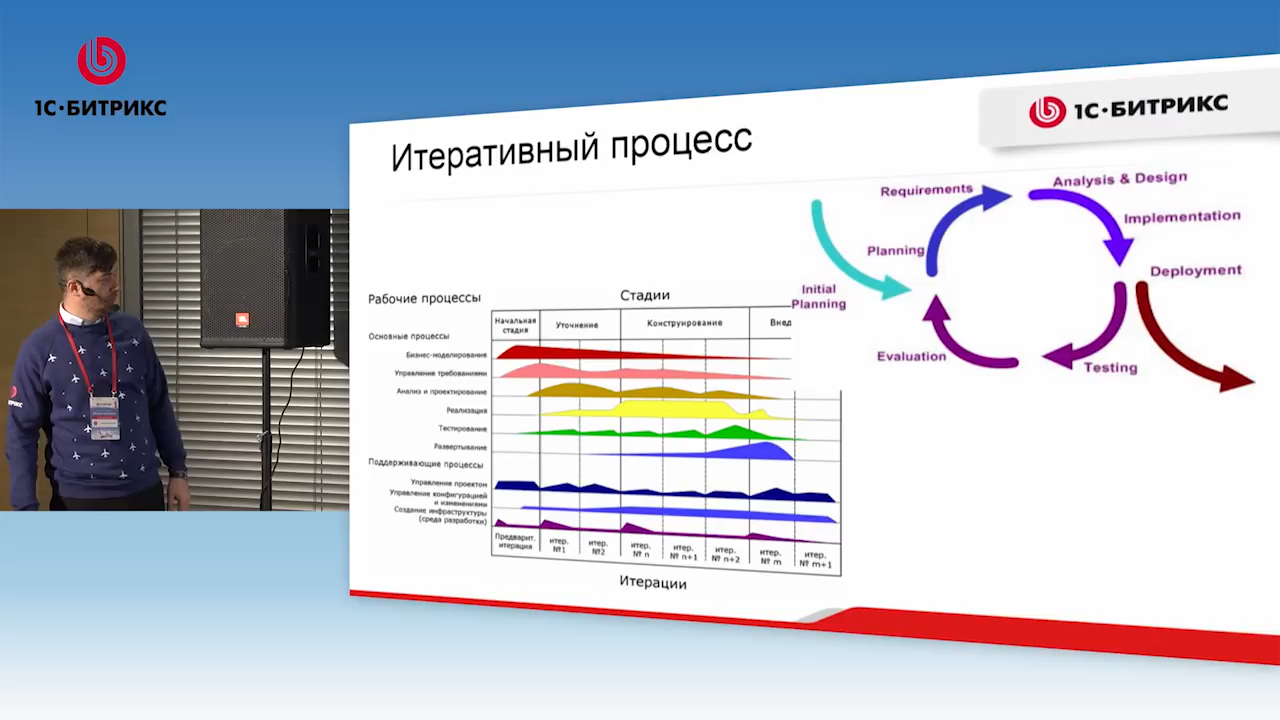 1С•БИТРИКС
1С•БИТРИКС
Итеративный процесс
Requirements
Analysis & Design
Implementation
Planning
Deployment
Initial
Planning
Evaluation
Testing
Рабочие процессы
Стадии
Начальная
стадия
Уточнение
Конструирование
Внед
Основные процессы
Бизнес-моделирование
Управление требованиями
Анализ и проектирование
Реализация
Тестирование
Развертывание
Поддерживающие процессы
Управление проектом
Управление конфигурацией
и изменениями
Создание инфраструктуры
(среда разработки)
Предварит.
итерация
итер.
№1
итер.
№2
итер.
№ n
итер.
№ n+1
итер.
№ n+2
итер.
№ m
итер.
№ m+1
Итерации
JBL